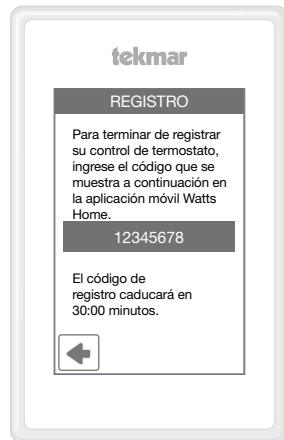 tekmar
REGISTRO
Para terminar de registrar
su control de termostato,
ingrese el código que se
muestra a continuación en
la aplicación móvil Watts
Home.
12345678
El código de
registro caducará en
30:00 minutos.